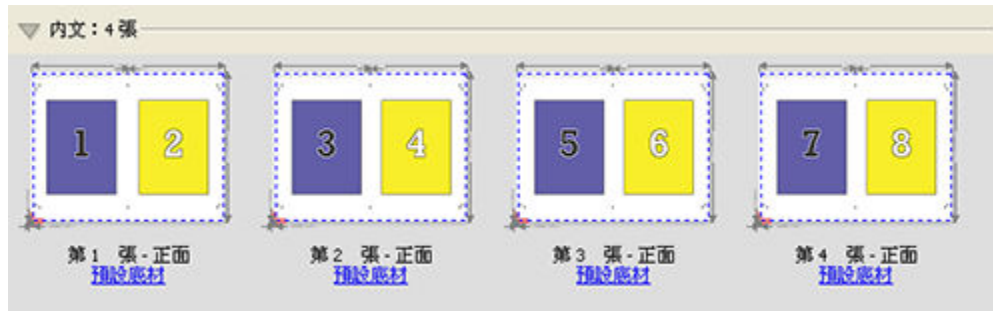 內文：4 張
1 2 3 4 5 6 7 8
第 1 張 - 正面 第 2 張 - 正面 第 3 張 - 正面 第 4 張 - 正面
預設底材 預設底材 預設底材 預設底材